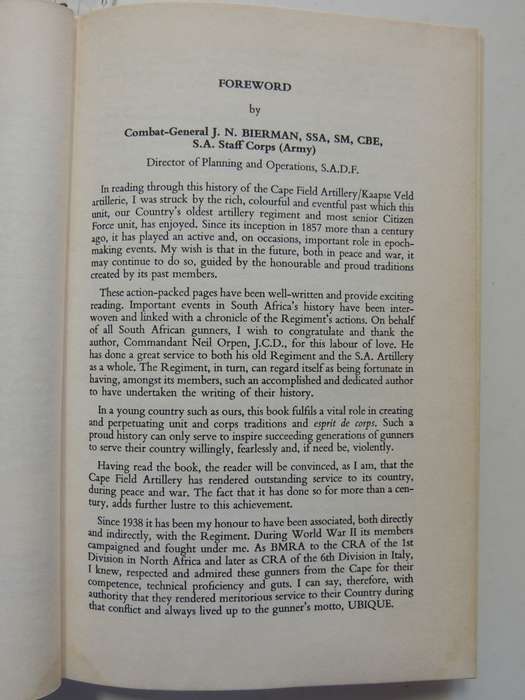 FOREWORD
by
Combat-General J. N. BIERMAN, SSA, SM, CBE,
S.A. Staff Corps (Army)
Director of Planning and Operations, S.A.D.F.
In reading through this history of the Cape Field Artillery/Kaapse Veld
artillerie, I was struck by the rich, colourful and eventful past which this
unit, our Country's oldest artillery regiment and most senior Citizen
Force unit, has enjoyed. Since its inception in 1857 more than a century
ago, it has played an active and, on occasions, important role in epoch-
making events. My wish is that in the future, both in peace and war, it
may continue to do so, guided by the honourable and proud traditions
created by its past members.
These action-packed pages have been well-written and provide exciting
reading. Important events in South Africa's history have been inter-
woven and linked with a chronicle of the Regiment's actions. On behalf
of all South African gunners, I wish to congratulate and thank the
author, Commandant Neil Orpen, J.C.D., for this labour of love. He
has done a great service to both his old Regiment and the S.A. Artillery
as a whole. The Regiment, in turn, can regard itself as being fortunate in
having, amongst its members, such an accomplished and dedicated author
to have undertaken the writing of their history.
In a young country such as ours, this book fulfils a vital role in creating
and perpetuating unit and corps traditions and esprit de corps. Such a
proud history can only serve to inspire succeeding generations of gunners
to serve their country willingly, fearlessly and, if need be, violently.
Having read the book, the reader will be convinced, as I am, that the
Cape Field Artillery has rendered outstanding service to its country,
during peace and war. The fact that it has done so for more than a cen-
tury, adds further lustre to this achievement.
Since 1938 it has been my honour to have been associated, both directly
and indirectly, with the Regiment. During World War II its members
campaigned and fought under me. As BMRA to the CRA of the 1st
Division in North Africa and later as CRA of the 6th Division in Italy,
I knew, respected and admired these gunners from the Cape for their
competence, technical proficiency and guts. I can say, therefore, with
authority that they rendered meritorious service to their Country during
that conflict and always lived up to the gunner's motto, UBIQUE.